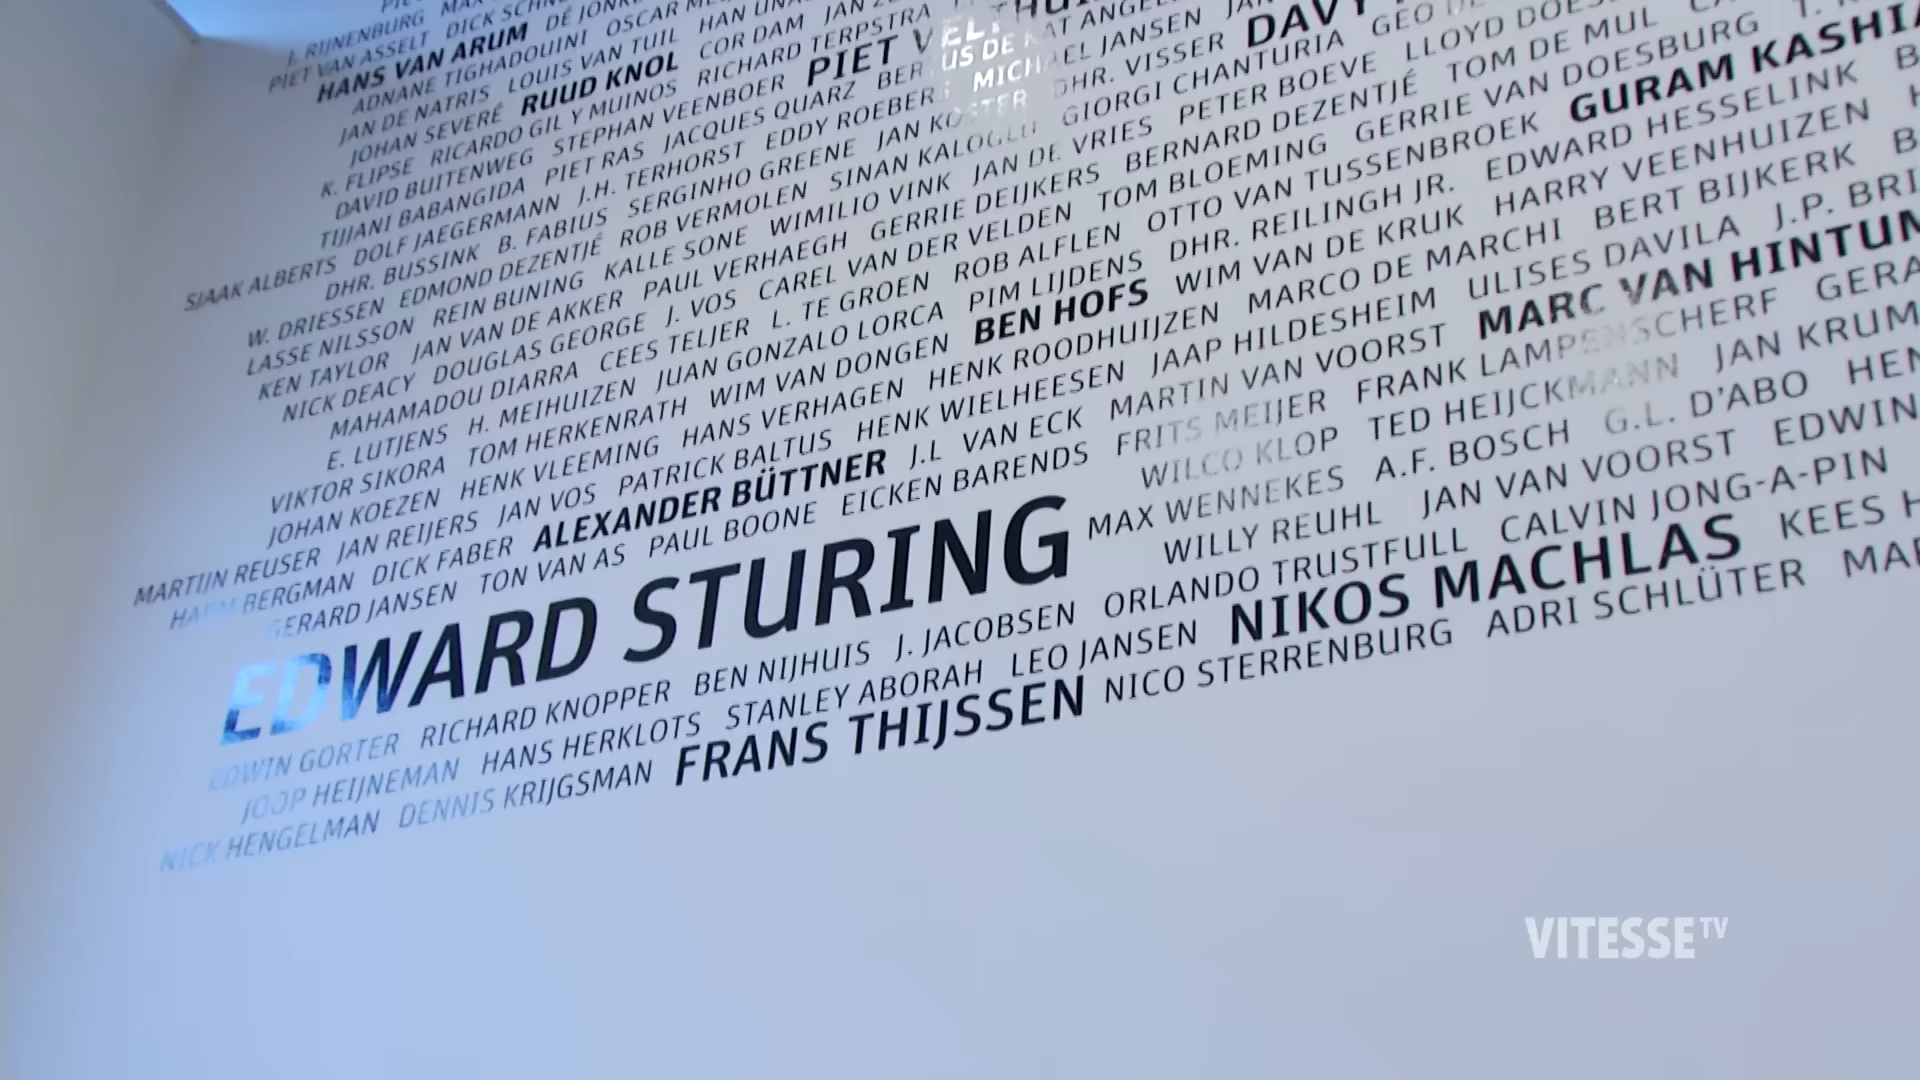 J. RIJNENBURG
PIET VAN ASSELT DICK
HANS VAN ARUM DE
ADNANE TIGHADOUINI OSCAR
JAN DE NATRIS LOUIS VAN TUIL HAN
JOHAN SEVERÉ RUUD KNOL COR DAM JAN
K. FLIPSE RICARDO GIL Y MUINOS RICHARD TERPSTRA
DAVID BUITENWEG STEPHAN VEENBOER PIET
TIJJANI BABANGIDA PIET RAS JACQUES QUARZ MICHAEL JANSEN
SJAAK ALBERTS DOLF JAEGERMANN J.H. TERHORST EDDY ROEBERT DHR. VISSER DAVY
DHR. BUSSINK B. FABIUS SERGINHO GREENE JAN KOSTER GIORGI CHANTURIA GEO
W. DRIESSEN EDMOND DEZENTJÉ ROB VERMOLEN SINAN KALOGLU PETER BOEVE LLOYD
LASSE NILSSON REIN BUNING KALLE SONE WIMILIO VINK JAN DE VRIES BERNARD DEZENTJÉ TOM DE MUL
KEN TAYLOR JAN VAN DE AKKER PAUL VERHAEGH GERRIE DEIJKERS TOM BLOEMING GERRIE VAN DOESBURG
NICK DEACY DOUGLAS GEORGE J. VOS CAREL VAN DER VELDEN OTTO VAN TUSSENBROEK GURAM
MAHAMADOU DIARRA CEES TELJER L. TE GROEN ROB ALFLEN DHR. REILINGH JR. EDWARD HESSELINK
E. LUTJENS H. MEIHUIZEN JUAN GONZALO LORCA PIM LIJDENS WIM VAN DE KRUK HARRY VEENHUIZEN
VIKTOR SIKORA TOM HERKENRATH WIM VAN DONGEN BEN HOFS MARCO DE MARCHI BERT BIJKERK
JOHAN KOEZEN HENK VLEEMING HANS VERHAGEN HENK ROODHUIJZEN JAAP HILDESHEIM ULISES DAVILA J.P.
MARTIJN REUSER JAN REIJERS JAN VOS PATRICK BALTUS HENK WIELHEESEN MARTIN VAN VOORST MARC VAN HINTUM
BERGMAN DICK FABER ALEXANDER BÜTTNER J.L VAN ECK FRITS MEIJER FRANK LAMPENSCHERF
GERARD JANSEN TON VAN AS PAUL BOONE EICKEN BARENDS WILCO KLOP TED HEIJCKMANN JAN
EDWARD STURING MAX WENNEKES A.F. BOSCH G.L. D'ABO
WILLY REUHL JAN VAN VOORST EDWIN
EDWIN GORTER RICHARD KNOPPER BEN NIJHUIS J. JACOBSEN ORLANDO TRUSTFULL CALVIN JONG-A-PIN
JOOP HEIJNEMAN HANS HERKLOTS STANLEY ABORAH LEO JANSEN NIKOS MACHLAS KEES
NICK HENGELMAN DENNIS KRIJGSMAN FRANS THIJSSEN NICO STERRENBURG ADRI SCHLÜTER
VITESSE TV